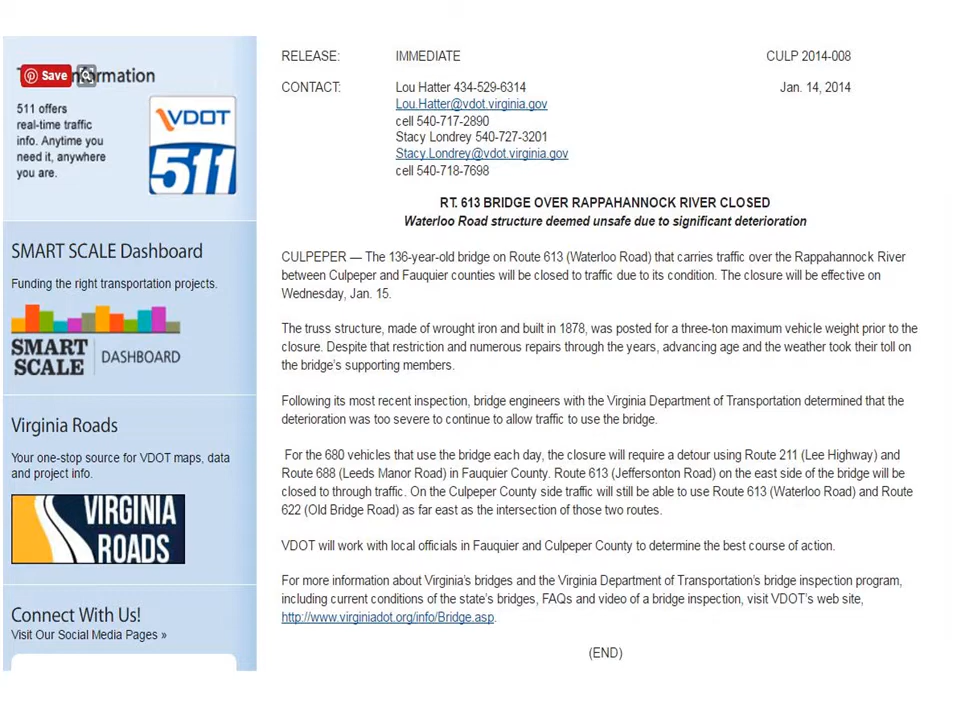 Save
information
511 offers
real-time traffic
info. Anytime you
need it, anywhere
you are.
VDOT
511
SMART SCALE Dashboard
Funding the right transportation projects.
SMART
SCALE
DASHBOARD
Virginia Roads
Your one-stop source for VDOT maps, data
and project info.
VIRGINIA
ROADS
Connect With Us!
Visit Our Social Media Pages »
RELEASE: IMMEDIATE CULP 2014-008
CONTACT: Lou Hatter 434-529-6314 Jan. 14, 2014
Lou.Hatter@vdot.virginia.gov
cell 540-717-2890
Stacy Londrey 540-727-3201
Stacy.Londrey@vdot.virginia.gov
cell 540-718-7698
RT. 613 BRIDGE OVER RAPPAHANNOCK RIVER CLOSED
Waterloo Road structure deemed unsafe due to significant deterioration
CULPEPER — The 136-year-old bridge on Route 613 (Waterloo Road) that carries traffic over the Rappahannock River
between Culpeper and Fauquier counties will be closed to traffic due to its condition. The closure will be effective on
Wednesday, Jan. 15.
The truss structure, made of wrought iron and built in 1878, was posted for a three-ton maximum vehicle weight prior to the
closure. Despite that restriction and numerous repairs through the years, advancing age and the weather took their toll on
the bridge's supporting members.
Following its most recent inspection, bridge engineers with the Virginia Department of Transportation determined that the
deterioration was too severe to continue to allow traffic to use the bridge.
For the 680 vehicles that use the bridge each day, the closure will require a detour using Route 211 (Lee Highway) and
Route 688 (Leeds Manor Road) in Fauquier County. Route 613 (Jeffersonton Road) on the east side of the bridge will be
closed to through traffic. On the Culpeper County side traffic will still be able to use Route 613 (Waterloo Road) and Route
622 (Old Bridge Road) as far east as the intersection of those two routes.
VDOT will work with local officials in Fauquier and Culpeper County to determine the best course of action.
For more information about Virginia's bridges and the Virginia Department of Transportation's bridge inspection program,
including current conditions of the state's bridges, FAQs and video of a bridge inspection, visit VDOT's web site,
http://www.virginiadot.org/info/Bridge.asp.
(END)